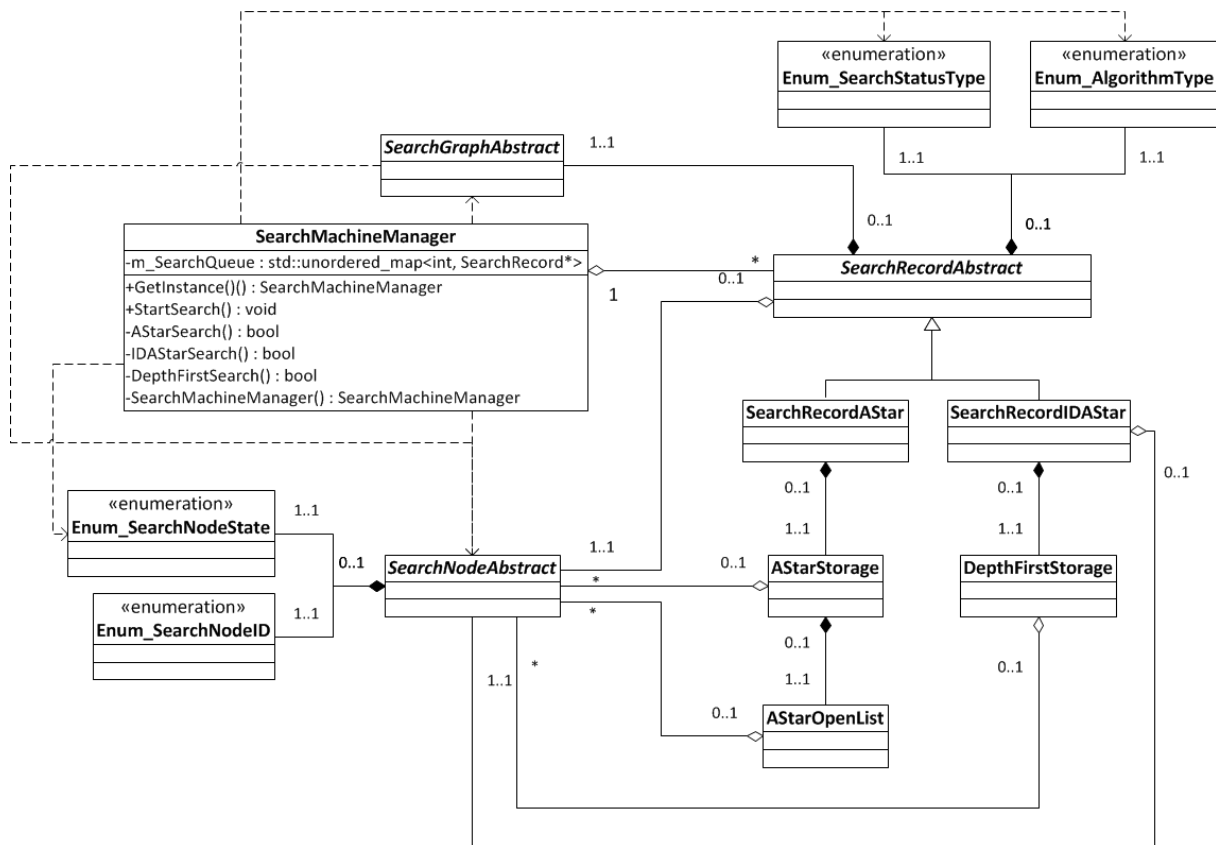 «enumeration»
Enum_SearchStatusType
«enumeration»
Enum_AlgorithmType
SearchGraphAbstract
1..1
1..1
1..1
0..1
0..1
SearchMachineManager
-m_SearchQueue : std::unordered_map<int, SearchRecord*>
+GetInstance()() : SearchMachineManager
+StartSearch() : void
-AStarSearch() : bool
-IDAStarSearch() : bool
-DepthFirstSearch() : bool
-SearchMachineManager() : SearchMachineManager
*
1
0..1
SearchRecordAbstract
SearchRecordAStar
SearchRecordIDAStar
0..1
0..1
0..1
1..1
1..1
«enumeration»
Enum_SearchNodeState
1..1
0..1
«enumeration»
Enum_SearchNodeID
1..1
SearchNodeAbstract
1..1
*
*
0..1
AStarStorage
DepthFirstStorage
0..1
1..1
0..1
1..1
*
0..1
AStarOpenList